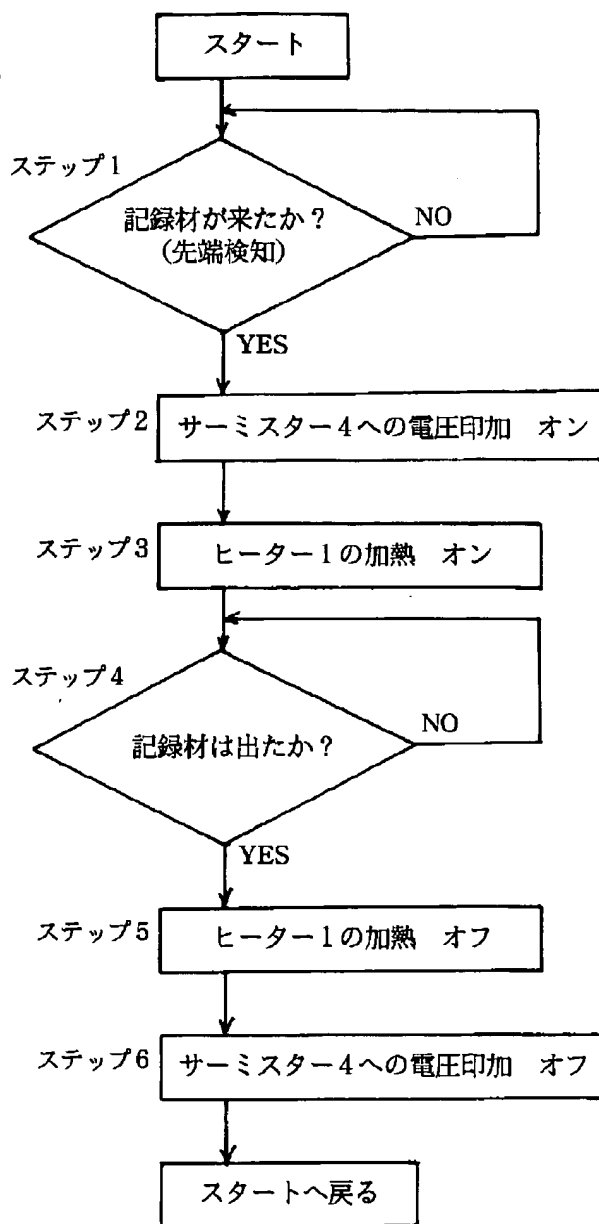 スタート
ステップ1
記録材が来たか？
(先端検知)
NO
YES
ステップ2
サーミスター4への電圧印加 オン
ステップ3
ヒーター1の加熱 オン
ステップ4
記録材は出たか？
NO
YES
ステップ5
ヒーター1の加熱 オフ
ステップ6
サーミスター4への電圧印加 オフ
スタートへ戻る